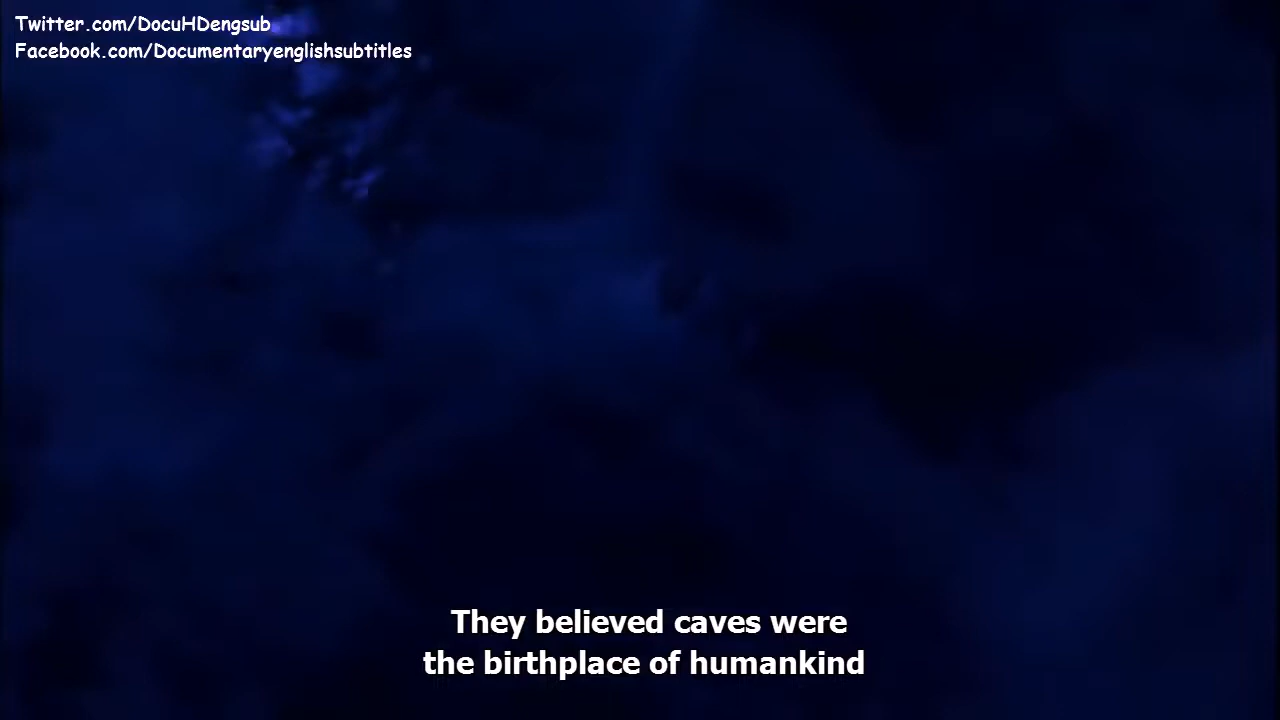 Twitter.com/DocuHDengsub
Facebook.com/Documentaryenglishsubtitles
They believed caves were
the birthplace of humankind